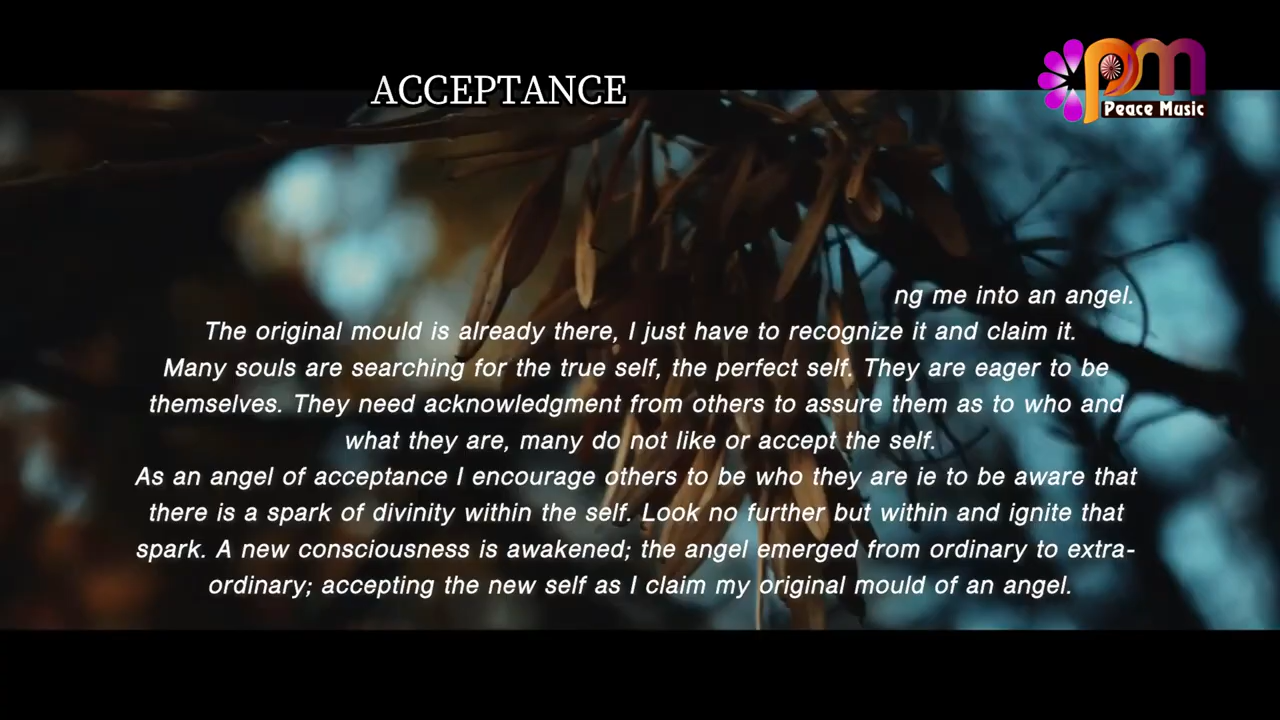 ACCEPTANCE
pm
Peace Music
ng me into an angel.
The original mould is already there, I just have to recognize it and claim it.
Many souls are searching for the true self, the perfect self. They are eager to be
themselves. They need acknowledgment from others to assure them as to who and
what they are, many do not like or accept the self.
As an angel of acceptance I encourage others to be who they are ie to be aware that
there is a spark of divinity within the self. Look no further but within and ignite that
spark. A new consciousness is awakened; the angel emerged from ordinary to extra-
ordinary; accepting the new self as I claim my original mould of an angel.